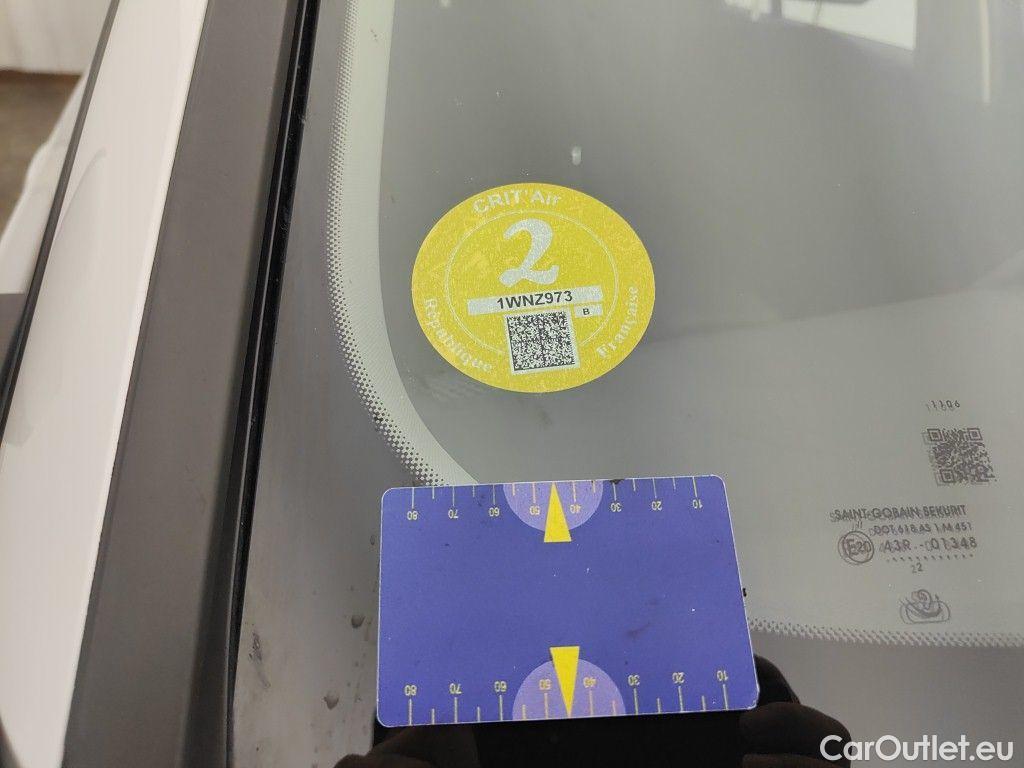 CRIT'Air
2
1WNZ973
B
République Française
11106
SAINT-GOBAIN SEKURIT
43R - 01348
E20
22
10 20 30 40 50 60 70 80
80 70 60 50 40 30 20 10
CarOutlet.eu